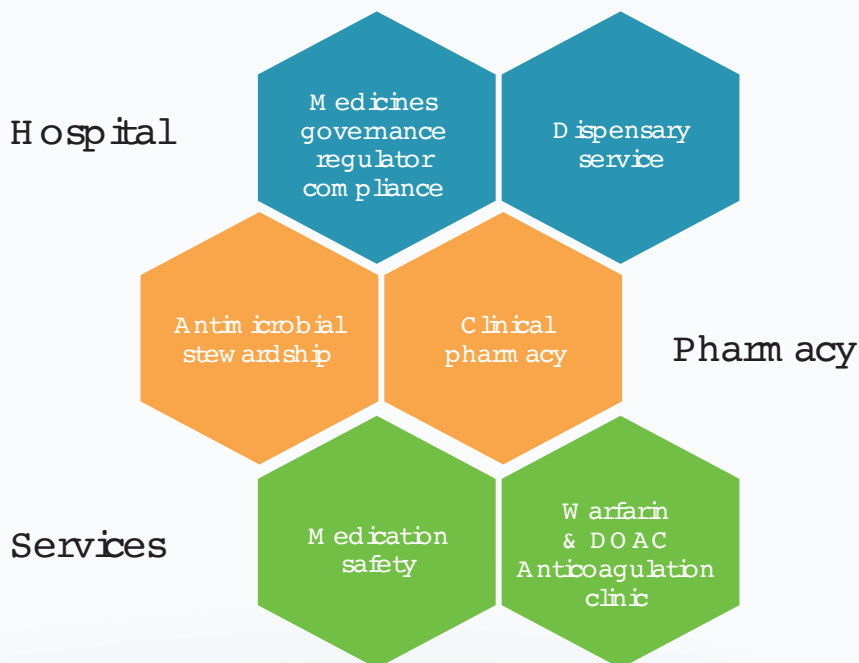 Hospital
Medicines
governance
regulator
compliance
Dispensary
service
Antimicrobial
stewardship
Clinical
pharmacy
Pharmacy
Services
Medication
safety
Warfarin
& DOAC
Anticoagulation
clinic